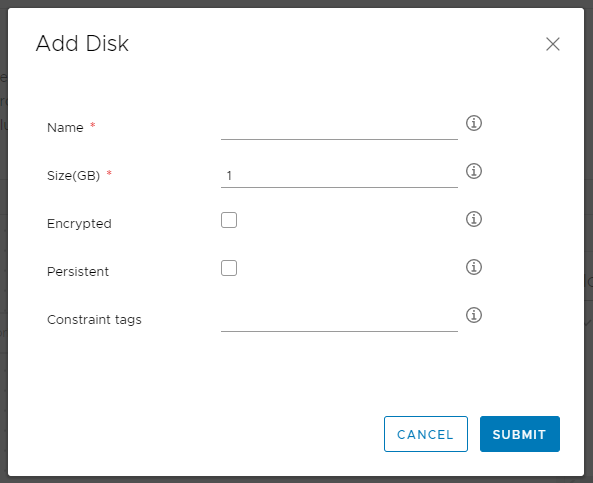 Add Disk
Name *
Size(GB) * 1
Encrypted
Persistent
Constraint tags
CANCEL SUBMIT